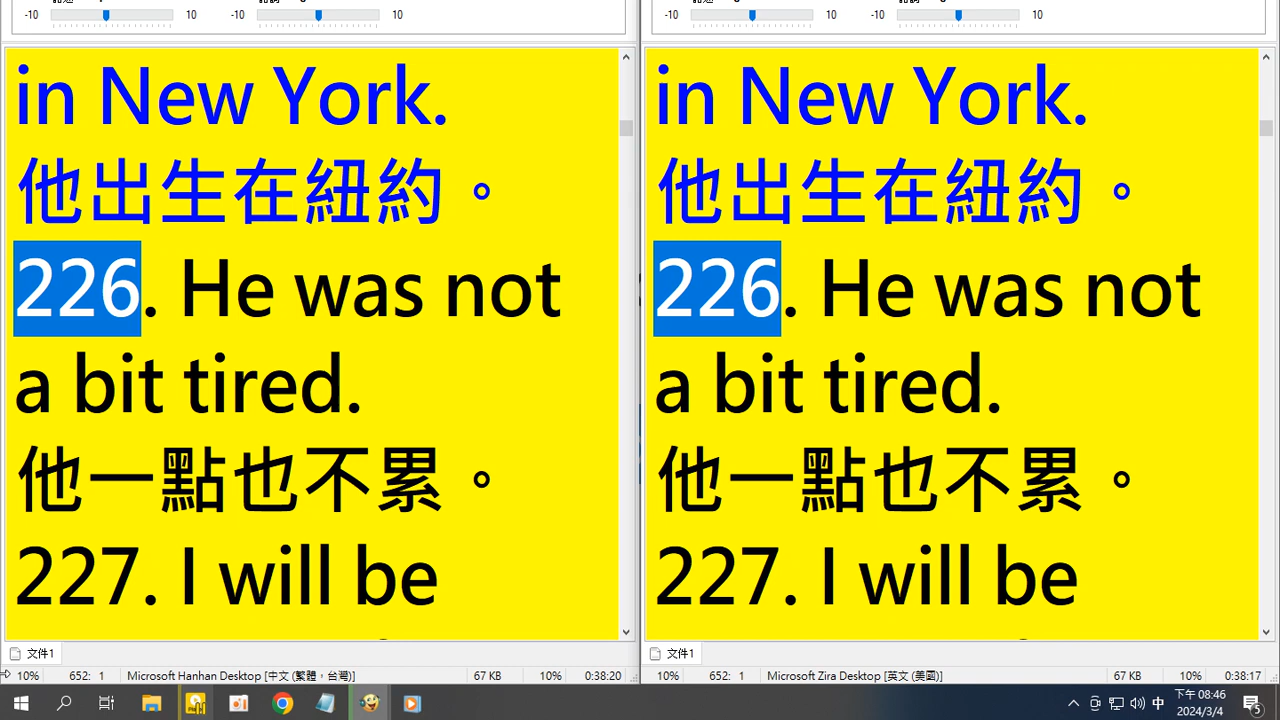 -10 10 -10 10
in New York.
他出生在紐約。
226. He was not
a bit tired.
他一點也不累。
227. I will be
文件1
10% 652: 1 Microsoft Hanhan Desktop [中文 (繁體，台灣)] 67 KB 10% 0:38:20
-10 10 -10 10
in New York.
他出生在紐約。
226. He was not
a bit tired.
他一點也不累。
227. I will be
文件1
10% 652: 1 Microsoft Zira Desktop [英文 (美國)] 67 KB 10% 0:38:17
中
下午 08:46
2024/3/4
5